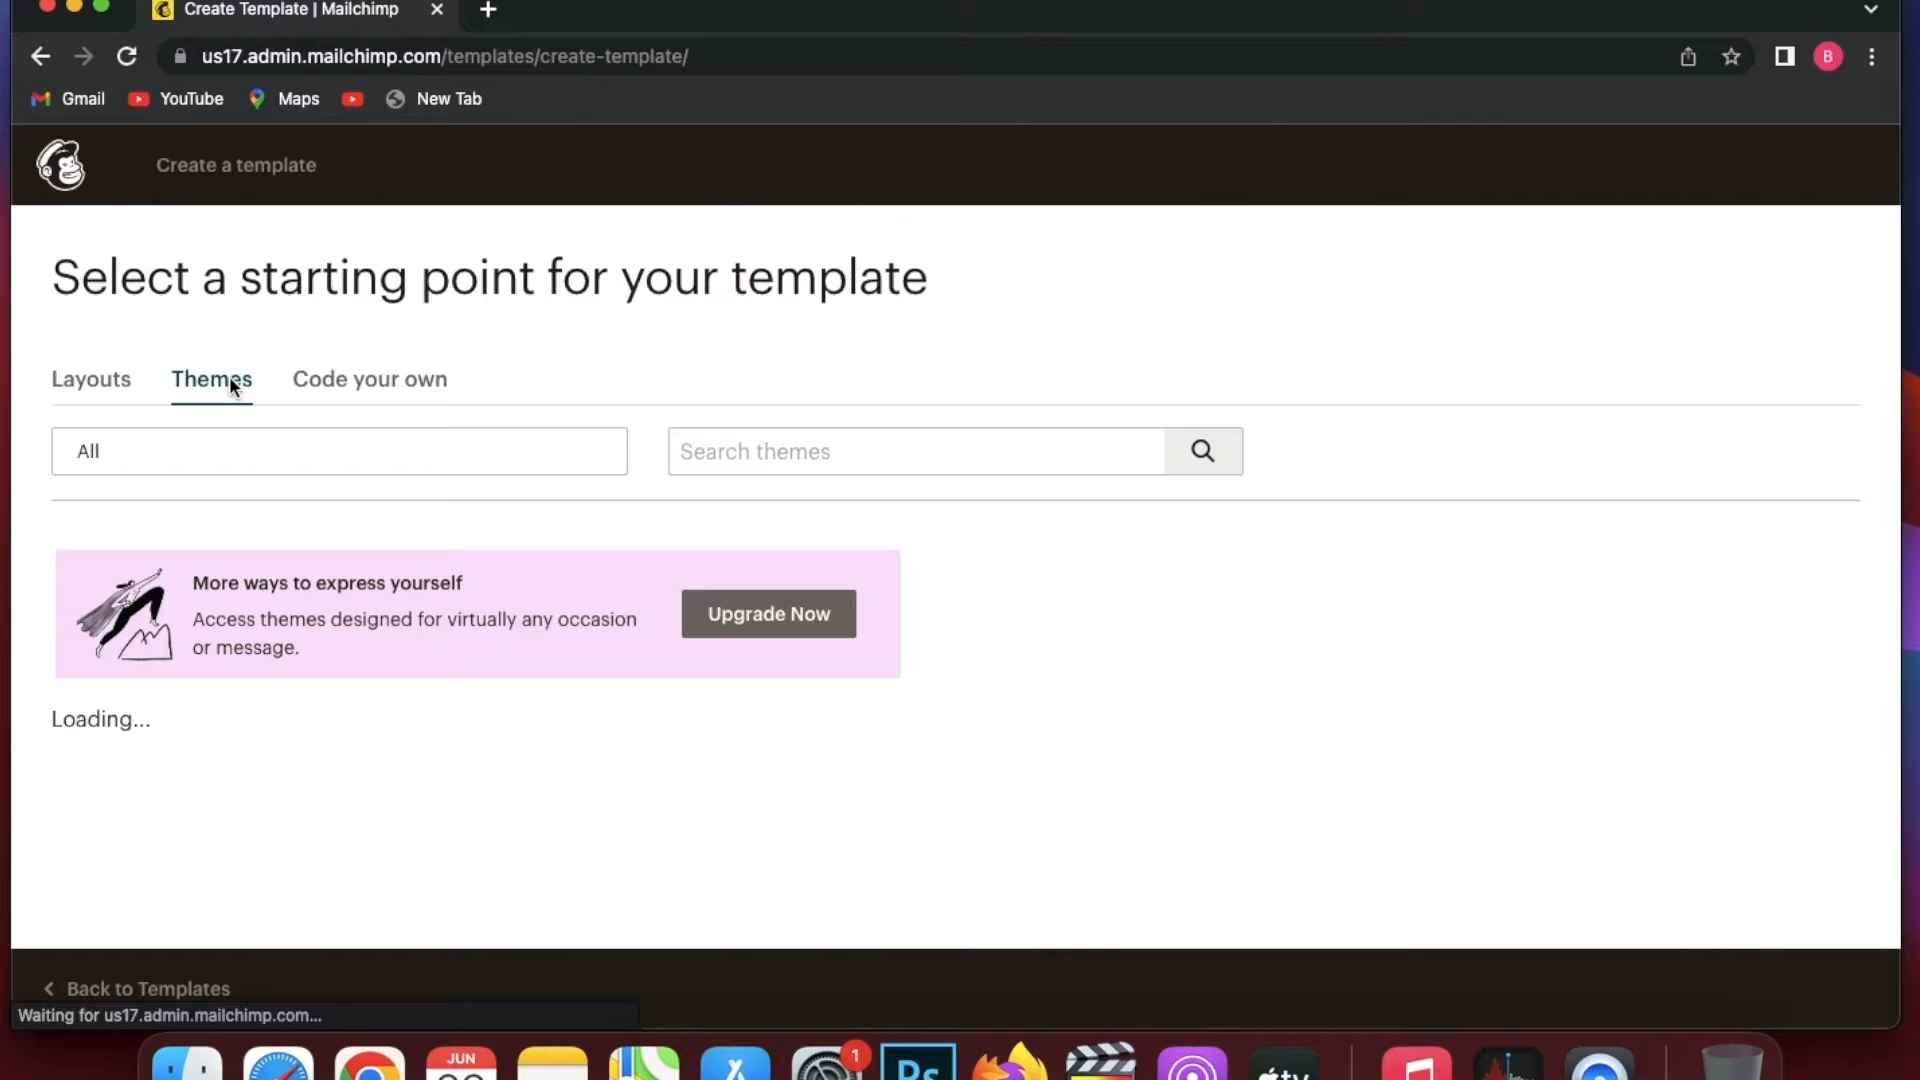 Create Template | Mailchimp
us17.admin.mailchimp.com/templates/create-template/
B
Gmail
YouTube
Maps
New Tab
Create a template
Select a starting point for your template
Layouts
Themes
Code your own
All
Search themes
More ways to express yourself
Access themes designed for virtually any occasion
or message.
Upgrade Now
Loading...
Back to Templates
Waiting for us17.admin.mailchimp.com...
JUN
1
Ps
tv